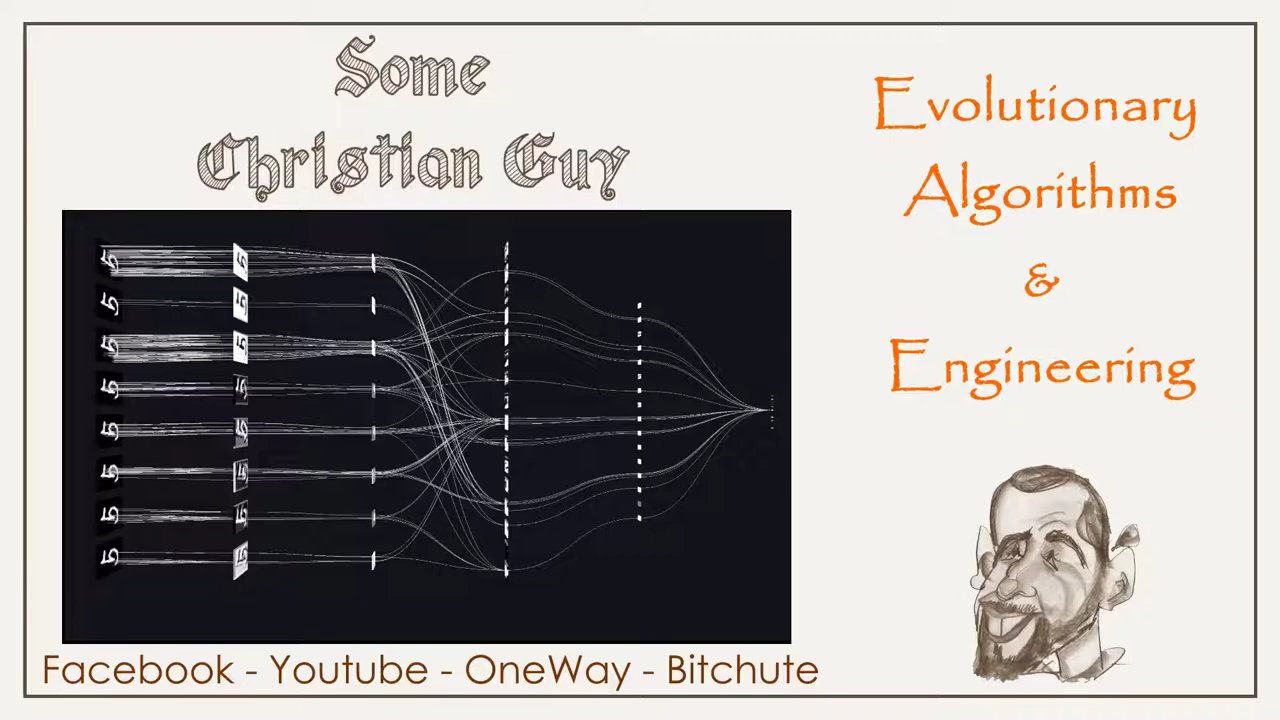 Some
Christian Guy
Evolutionary
Algorithms
&
Engineering
Facebook - Youtube - OneWay - Bitchute